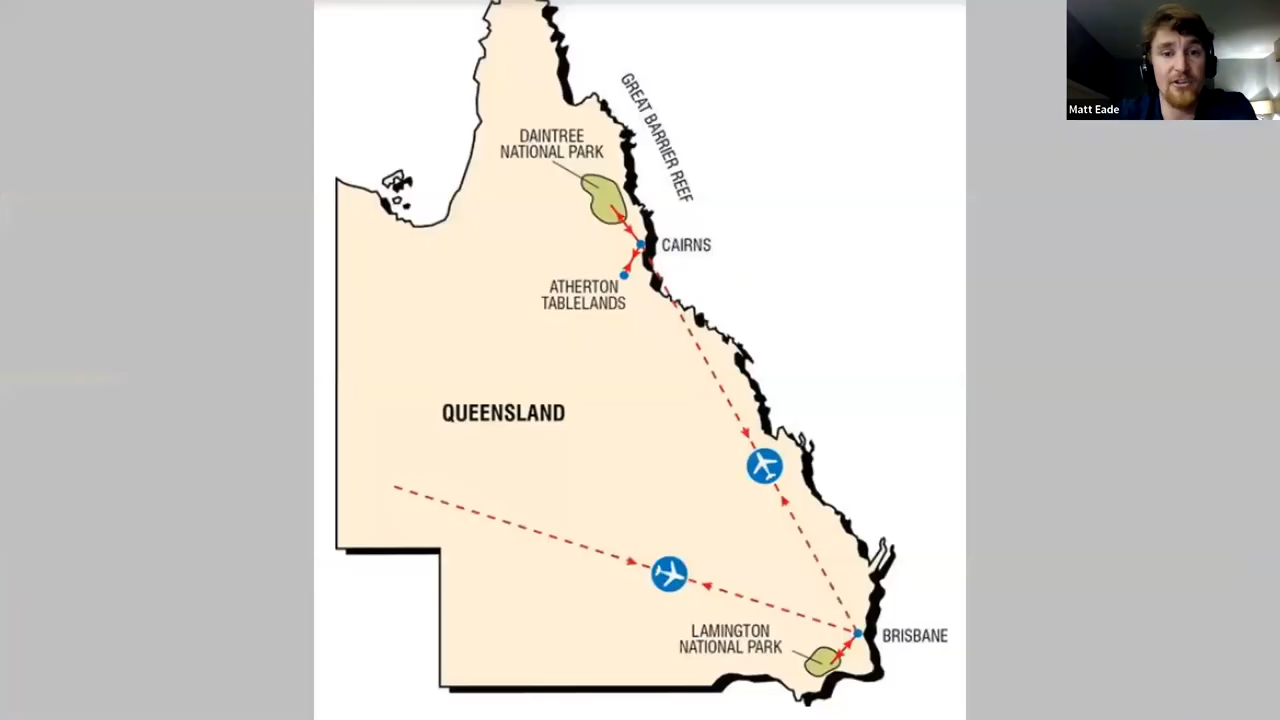 Matt Eade
GREAT BARRIER REEF
DAINTREE
NATIONAL PARK
CAIRNS
ATHERTON
TABLELANDS
QUEENSLAND
LAMINGTON
NATIONAL PARK
BRISBANE